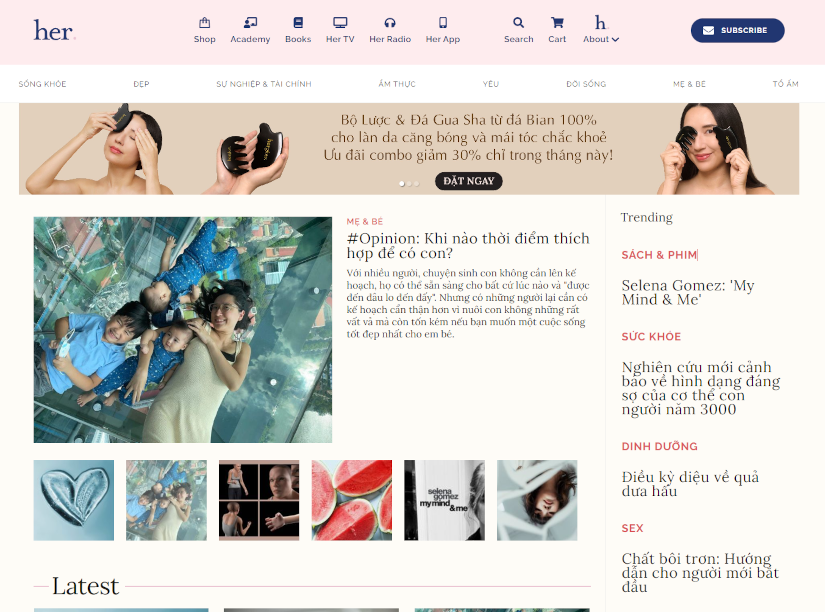 her.
Shop
Academy
Books
Her TV
Her Radio
Her App
Search
Cart
h.
About
SUBSCRIBE
SỐNG KHỎE
ĐẸP
SỰ NGHIỆP & TÀI CHÍNH
ẨM THỰC
YÊU
ĐỜI SỐNG
MẸ & BÉ
TỔ ẤM
Bộ Lược & Đá Gua Sha từ đá Bian 100%
cho làn da căng bóng và mái tóc chắc khoẻ
Ưu đãi combo giảm 30% chỉ trong tháng này!
ĐẶT NGAY
MẸ & BÉ
#Opinion: Khi nào thời điểm thích
hợp để có con?
Với nhiều người, chuyện sinh con không cần lên kế
hoạch, họ có thể sẵn sàng cho bất cứ lúc nào và "được
đến đâu lo đến đấy". Nhưng có những người lại cần có
kế hoạch cẩn thận hơn vì nuôi con không những rất
vất vả mà còn tốn kém nếu bạn muốn một cuộc sống
tốt đẹp nhất cho em bé.
Trending
SÁCH & PHIM
Selena Gomez: 'My
Mind & Me'
SỨC KHỎE
Nghiên cứu mới cảnh
báo về hình dạng đáng
sợ của cơ thể con
người năm 3000
DINH DƯỠNG
Điều kỳ diệu về quả
dưa hấu
SEX
Chất bôi trơn: Hướng
dẫn cho người mới bắt
đầu
selena
gomez
my mind
& me
Latest